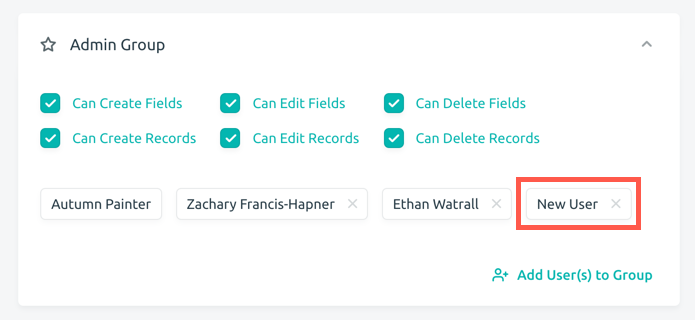 Admin Group
Can Create Fields Can Edit Fields Can Delete Fields
Can Create Records Can Edit Records Can Delete Records
Autumn Painter Zachary Francis-Hapner Ethan Watrall New User
Add User(s) to Group